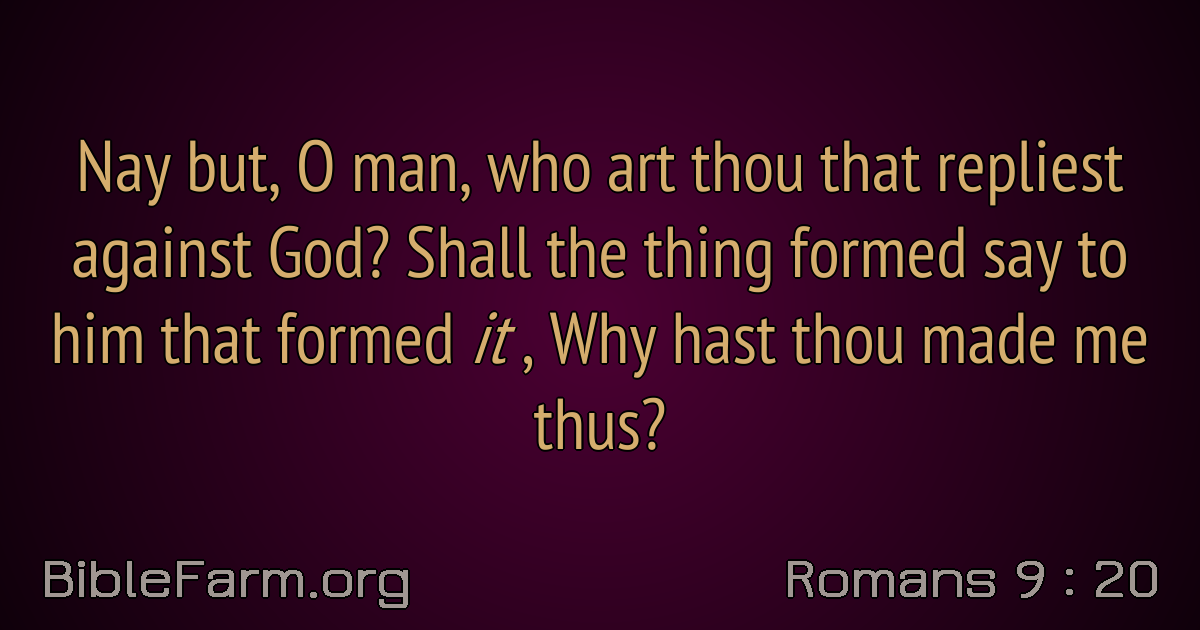 Nay but, O man, who art thou that repliest
against God? Shall the thing formed say to
him that formed it , Why hast thou made me
thus?
BibleFarm.org
Romans 9 : 20